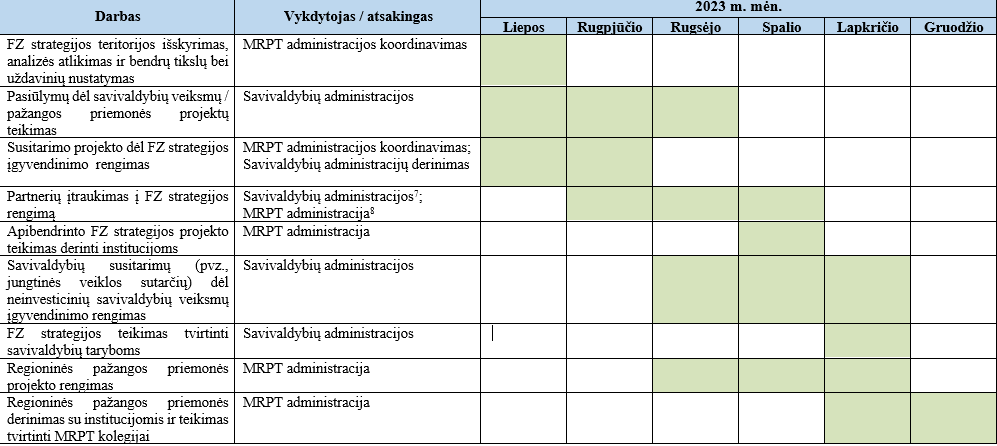 Darbas
Vykdytojas / atsakingas
2023 m. mėn.
Liepos
Rugpjūčio
Rugsėjo
Spalio
Lapkričio
Gruodžio
FZ strategijos teritorijos išskyrimas,
analizės atlikimas ir bendrų tikslų bei
uždavinių nustatymas
MRPT administracijos koordinavimas
Pasiūlymų dėl savivaldybių veiksmų /
pažangos priemonės projektų
teikimas
Savivaldybių administracijos
Susitarimo projekto dėl FZ strategijos
įgyvendinimo rengimas
MRPT administracijos koordinavimas;
Savivaldybių administracijų derinimas
Partnerių įtraukimas į FZ strategijos
rengimą
Savivaldybių administracijos⁷;
MRPT administracija⁸
Apibendrinto FZ strategijos projekto
teikimas derinti institucijoms
MRPT administracija
Savivaldybių susitarimų (pvz.,
jungtinės veiklos sutarčių) dėl
neinvesticinių savivaldybių veiksmų
įgyvendinimo rengimas
Savivaldybių administracijos
FZ strategijos teikimas tvirtinti
savivaldybių taryboms
Savivaldybių administracijos
Regioninės pažangos priemonės
projekto rengimas
MRPT administracija
Regioninės pažangos priemonės
derinimas su institucijomis ir teikimas
tvirtinti MRPT kolegijai
MRPT administracija